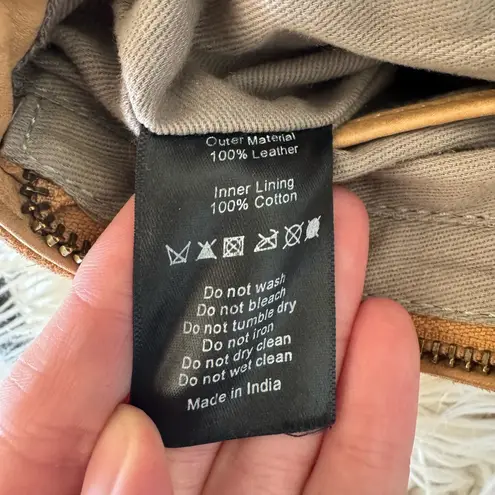 Outer Material
100% Leather
Inner Lining
100% Cotton
Do not wash
Do not bleach
Do not tumble dry
Do not iron
Do not dry clean
Do not wet clean
Made in India